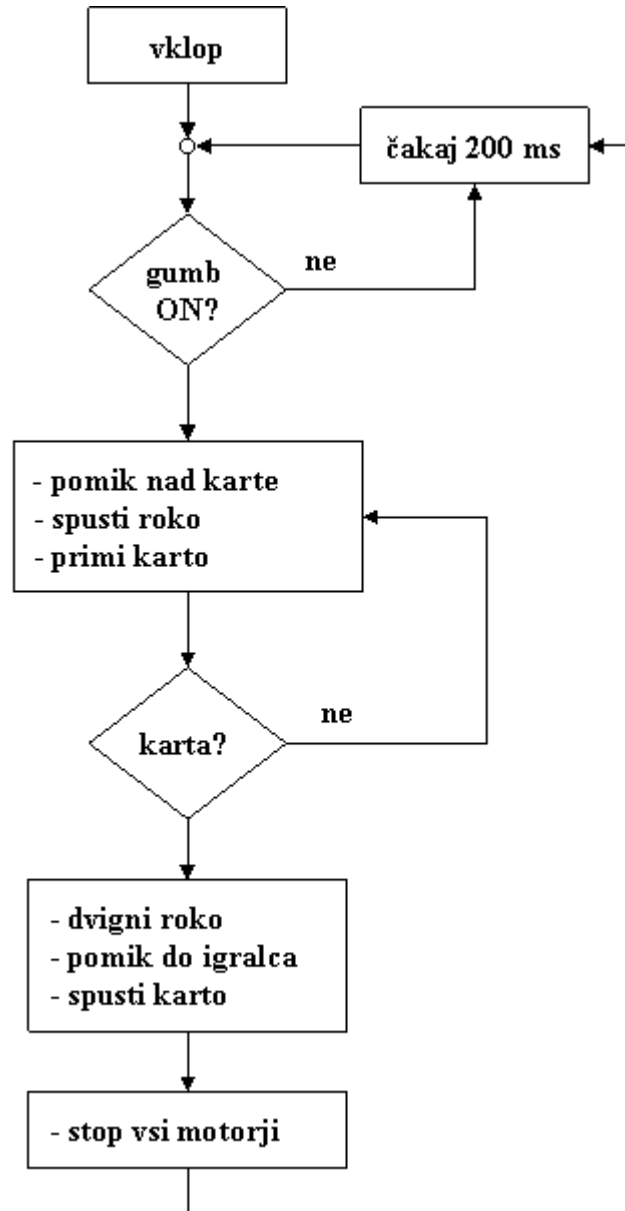 vklop
čakaj 200 ms
gumb
ON?
ne
- pomik nad karte
- spusti roko
- primi karto
karta?
ne
- dvigni roko
- pomik do igralca
- spusti karto
- stop vsi motorji